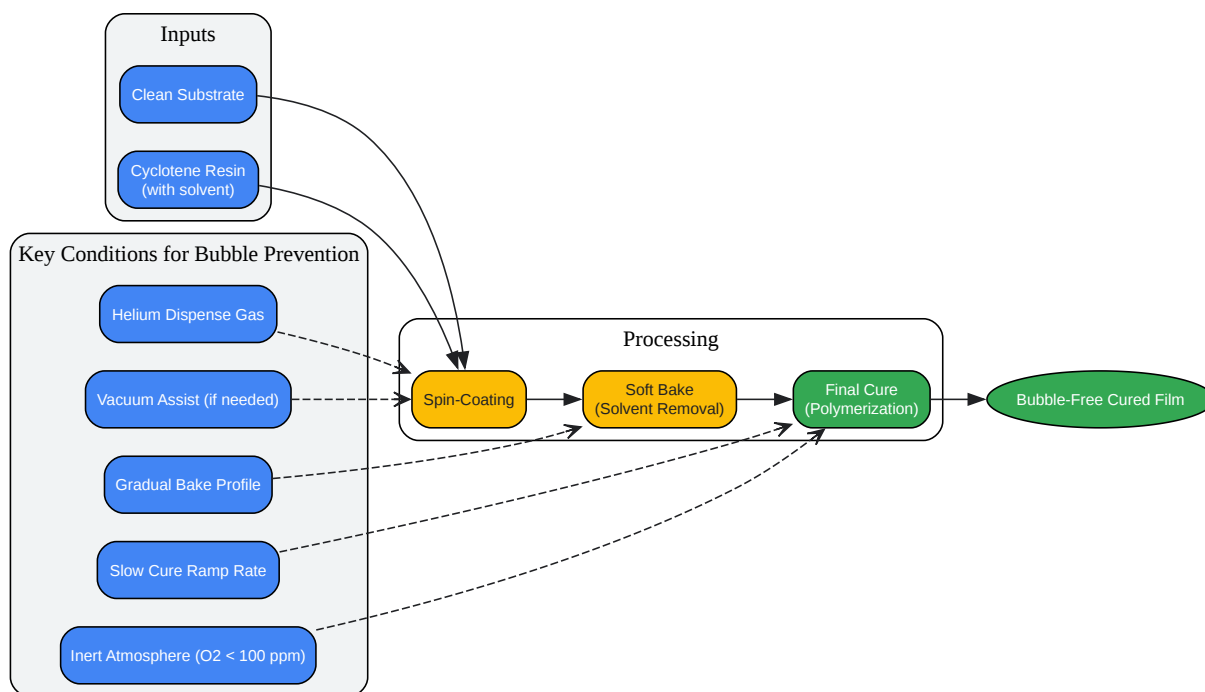 Inputs
Clean Substrate
Cyclotene Resin
(with solvent)
Key Conditions for Bubble Prevention
Helium Dispense Gas
Vacuum Assist (if needed)
Gradual Bake Profile
Slow Cure Ramp Rate
Inert Atmosphere (O2 < 100 ppm)
Processing
Spin-Coating
Soft Bake
(Solvent Removal)
Final Cure
(Polymerization)
Bubble-Free Cured Film